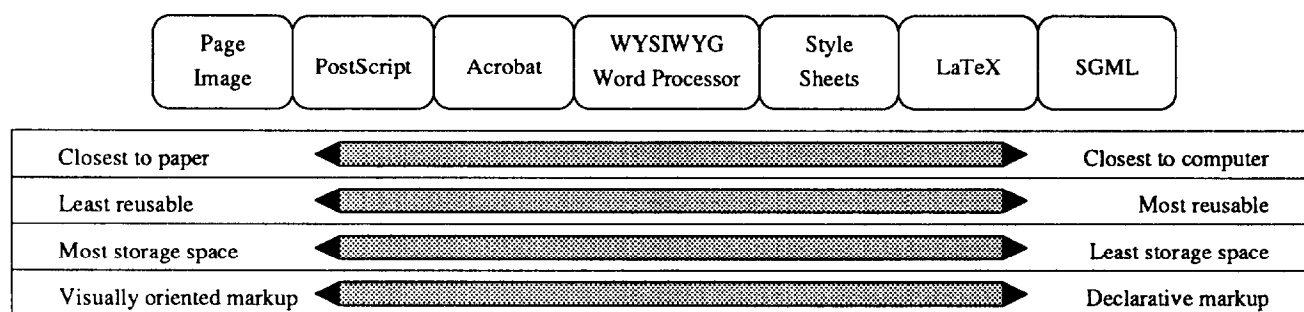 Page
Image
PostScript
Acrobat
WYSIWYG
Word Processor
Style
Sheets
LaTeX
SGML
Closest to paper
Closest to computer
Least reusable
Most reusable
Most storage space
Least storage space
Visually oriented markup
Declarative markup